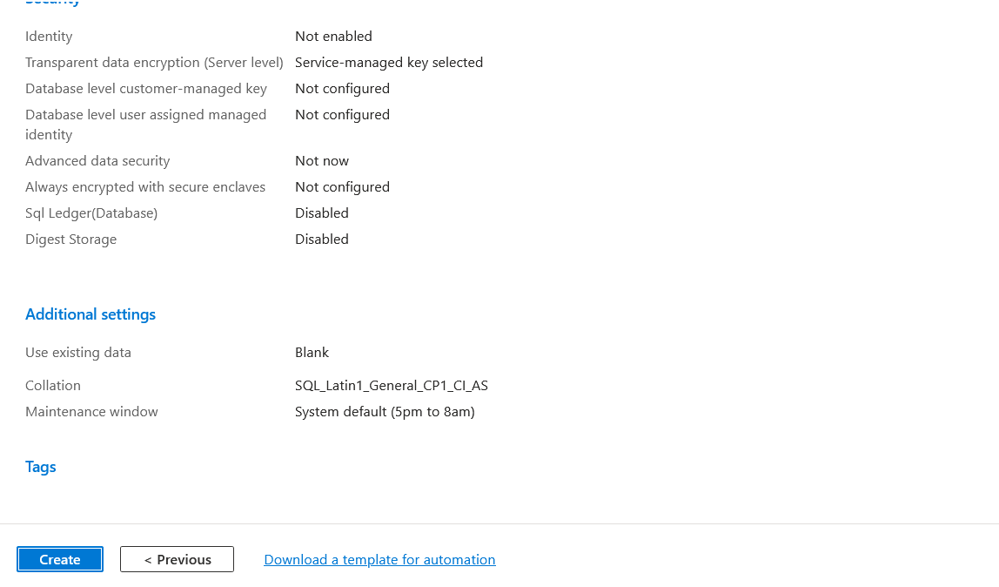 Security
Identity Not enabled
Transparent data encryption (Server level) Service-managed key selected
Database level customer-managed key Not configured
Database level user assigned managed Not configured
identity
Advanced data security Not now
Always encrypted with secure enclaves Not configured
Sql Ledger(Database) Disabled
Digest Storage Disabled
Additional settings
Use existing data Blank
Collation SQL_Latin1_General_CP1_CI_AS
Maintenance window System default (5pm to 8am)
Tags
Create < Previous Download a template for automation